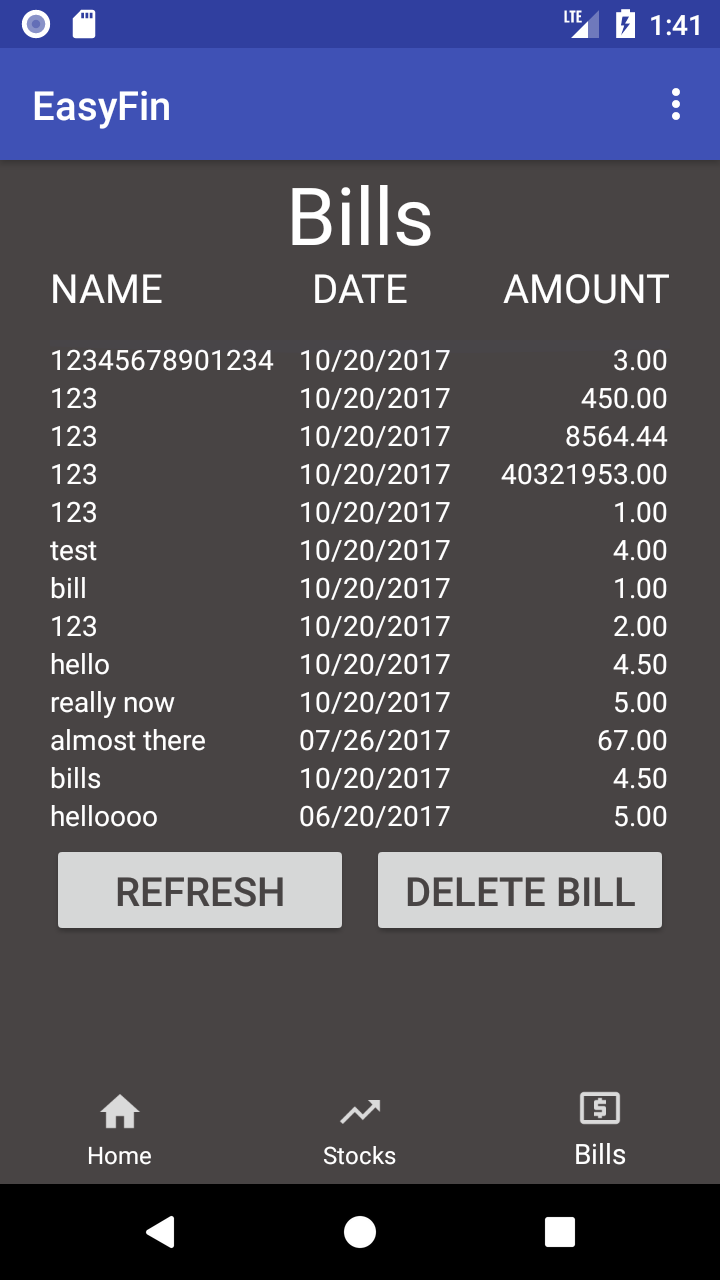 LTE 1:41
EasyFin
Bills
NAME DATE AMOUNT
12345678901234 10/20/2017 3.00
123 10/20/2017 450.00
123 10/20/2017 8564.44
123 10/20/2017 40321953.00
123 10/20/2017 1.00
test 10/20/2017 4.00
bill 10/20/2017 1.00
123 10/20/2017 2.00
hello 10/20/2017 4.50
really now 10/20/2017 5.00
almost there 07/26/2017 67.00
bills 10/20/2017 4.50
helloooo 06/20/2017 5.00
REFRESH DELETE BILL
Home Stocks Bills